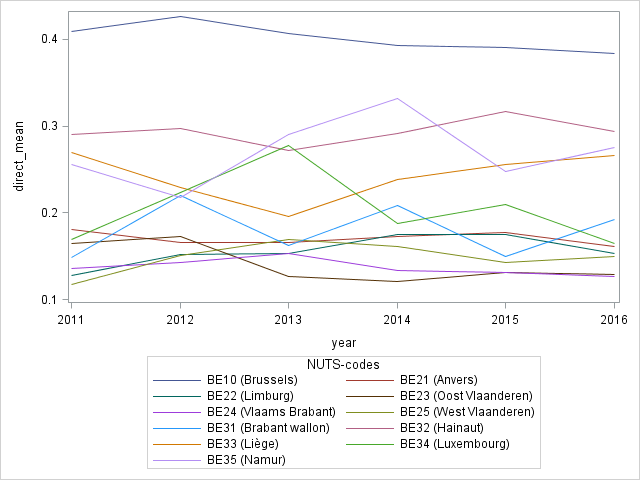 0.4
0.3
0.2
0.1
direct_mean
2011 2012 2013 2014 2015 2016
year
NUTS-codes
BE10 (Brussels) BE21 (Anvers)
BE22 (Limburg) BE23 (Oost Vlaanderen)
BE24 (Vlaams Brabant) BE25 (West Vlaanderen)
BE31 (Brabant wallon) BE32 (Hainaut)
BE33 (Liège) BE34 (Luxembourg)
BE35 (Namur)